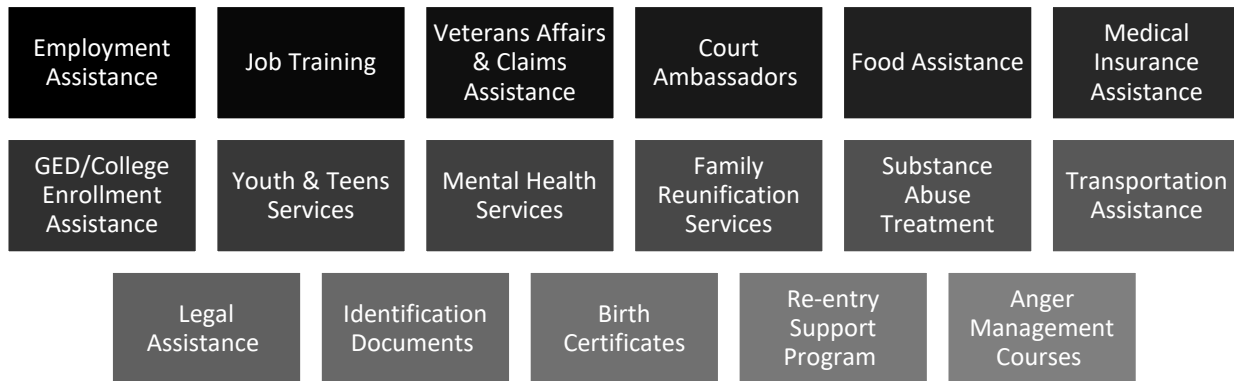 Employment
Assistance
Job Training
Veterans Affairs
& Claims
Assistance
Court
Ambassadors
Food Assistance
Medical
Insurance
Assistance
GED/College
Enrollment
Assistance
Youth & Teens
Services
Mental Health
Services
Family
Reunification
Services
Substance
Abuse
Treatment
Transportation
Assistance
Legal
Assistance
Identification
Documents
Birth
Certificates
Re-entry
Support
Program
Anger
Management
Courses